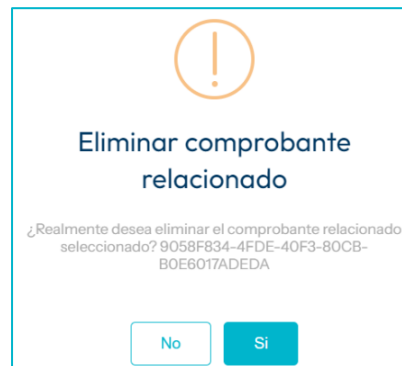 Eliminar comprobante
relacionado
¿Realmente desea eliminar el comprobante relacionado
seleccionado? 9058F834-4FDE-40F3-80CB-
B0E6017ADEDA
No
Si